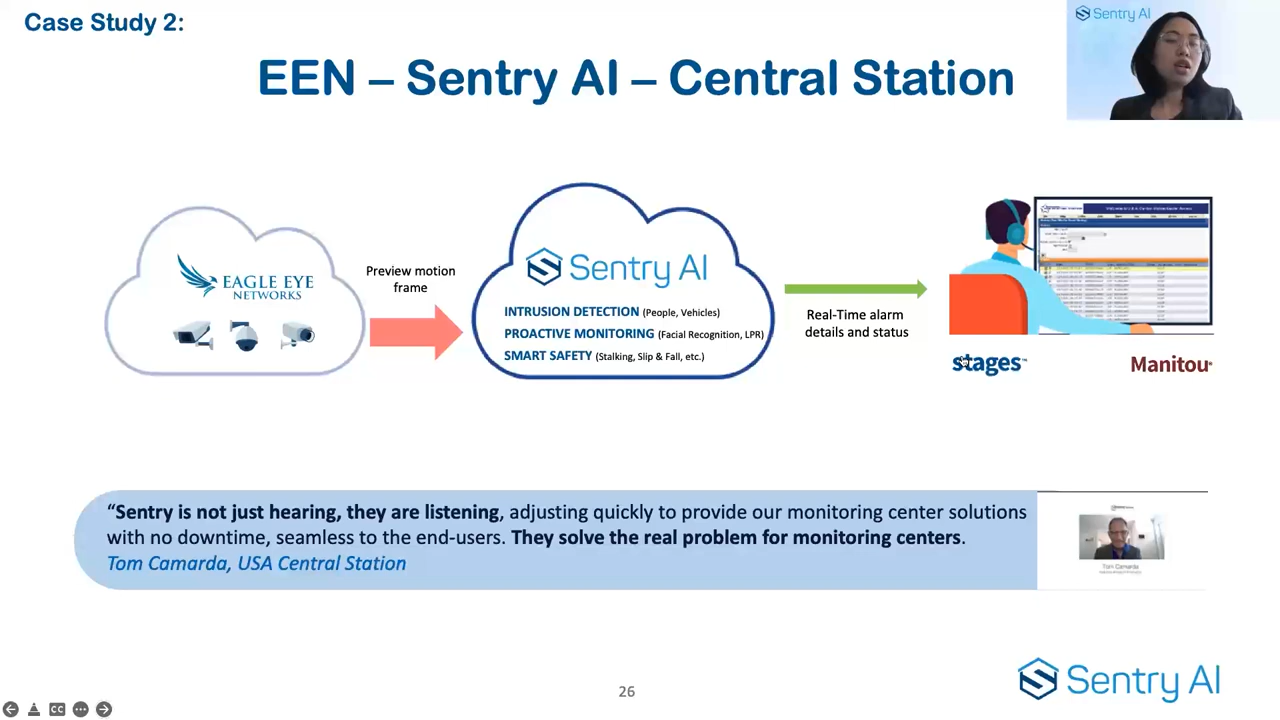 Case Study 2:
Sentry AI
EEN – Sentry AI – Central Station
EAGLE EYE
NETWORKS
Preview motion
frame
Sentry AI
INTRUSION DETECTION (People, Vehicles)
PROACTIVE MONITORING (Facial Recognition, LPR)
SMART SAFETY (Stalking, Slip & Fall, etc.)
Real-Time alarm
details and status
stages™
Manitou®
“Sentry is not just hearing, they are listening, adjusting quickly to provide our monitoring center solutions
with no downtime, seamless to the end-users. They solve the real problem for monitoring centers.
Tom Camarda, USA Central Station
Tom Camarda
26
Sentry AI
CC